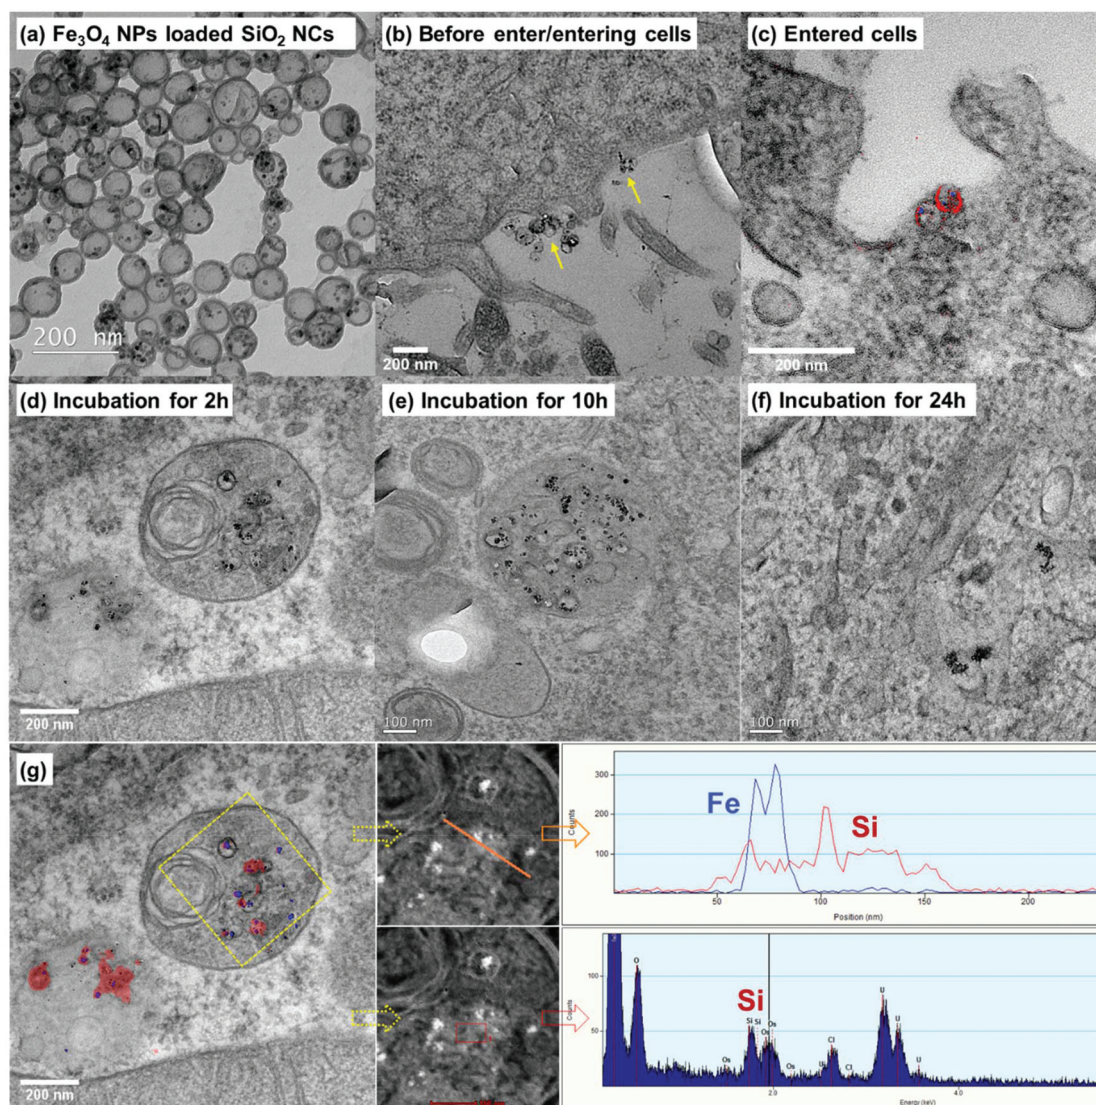 (a) Fe₃O₄ NPs loaded SiO₂ NCs
200 nm
(b) Before enter/entering cells
200 nm
(c) Entered cells
200 nm
(d) Incubation for 2h
200 nm
(e) Incubation for 10h
100 nm
(f) Incubation for 24h
100 nm
(g)
200 nm
Counts
300
200
100
Fe
Si
50
100
150
200
Position (nm)
Counts
100
50
O
Si
Os
Si
Si
Os
Os
Os
Cl
Cl
U
U
U
2.0
4.0
Energy (keV)